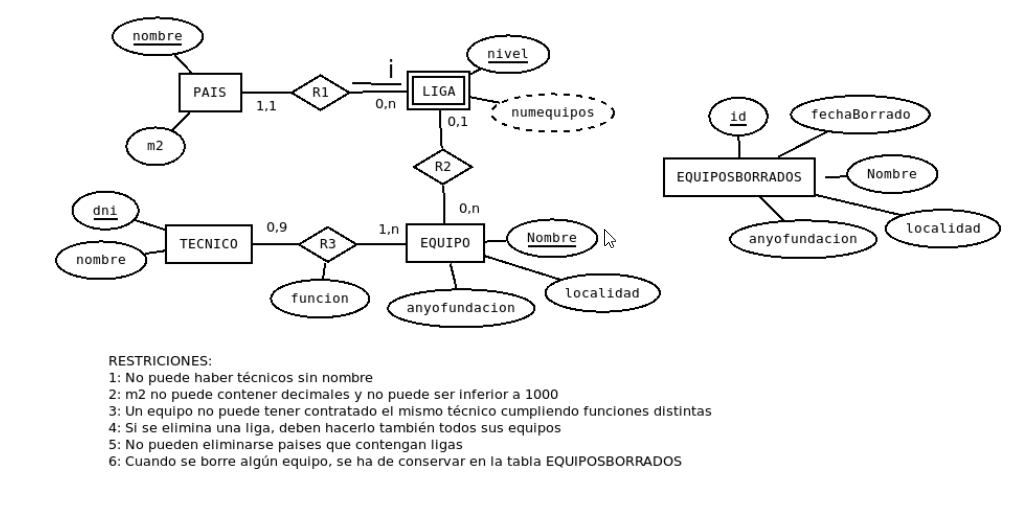 nombre
nivel
i
PAIS
R1
LIGA
1,1
0,n
numequipos
id
fechaBorrado
0,1
m2
R2
EQUIPOSBORRADOS
Nombre
dni
0,n
0,9
1,n
Nombre
localidad
TECNICO
R3
EQUIPO
anyofundacion
nombre
funcion
anyofundacion
localidad
RESTRICIONES:
1: No puede haber técnicos sin nombre
2: m2 no puede contener decimales y no puede ser inferior a 1000
3: Un equipo no puede tener contratado el mismo técnico cumpliendo funciones distintas
4: Si se elimina una liga, deben hacerlo también todos sus equipos
5: No pueden eliminarse paises que contengan ligas
6: Cuando se borre algún equipo, se ha de conservar en la tabla EQUIPOSBORRADOS